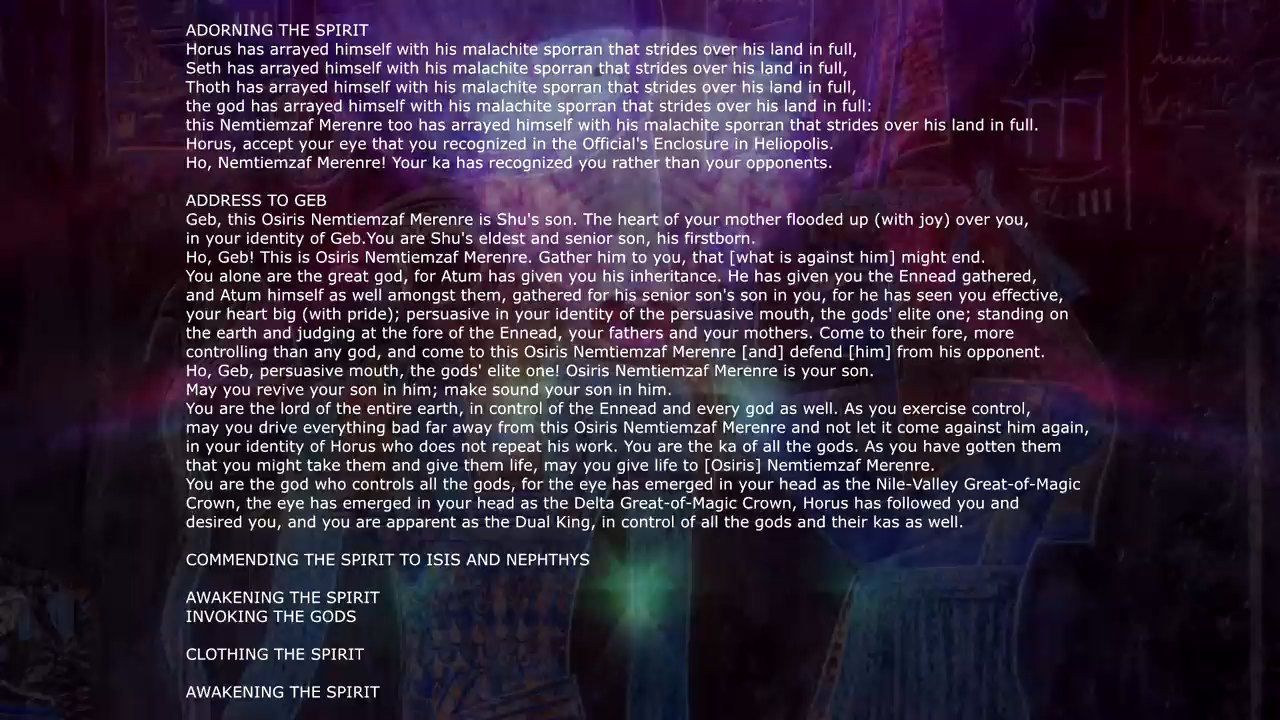 ADORNING THE SPIRIT
Horus has arrayed himself with his malachite sporran that strides over his land in full,
Seth has arrayed himself with his malachite sporran that strides over his land in full,
Thoth has arrayed himself with his malachite sporran that strides over his land in full,
the god has arrayed himself with his malachite sporran that strides over his land in full:
this Nemtiemzaf Merenre too has arrayed himself with his malachite sporran that strides over his land in full.
Horus, accept your eye that you recognized in the Official's Enclosure in Heliopolis.
Ho, Nemtiemzaf Merenre! Your ka has recognized you rather than your opponents.

ADDRESS TO GEB
Geb, this Osiris Nemtiemzaf Merenre is Shu's son. The heart of your mother flooded up (with joy) over you,
in your identity of Geb.You are Shu's eldest and senior son, his firstborn.
Ho, Geb! This is Osiris Nemtiemzaf Merenre. Gather him to you, that [what is against him] might end.
You alone are the great god, for Atum has given you his inheritance. He has given you the Ennead gathered,
and Atum himself as well amongst them, gathered for his senior son's son in you, for he has seen you effective,
your heart big (with pride); persuasive in your identity of the persuasive mouth, the gods' elite one; standing on
the earth and judging at the fore of the Ennead, your fathers and your mothers. Come to their fore, more
controlling than any god, and come to this Osiris Nemtiemzaf Merenre [and] defend [him] from his opponent.
Ho, Geb, persuasive mouth, the gods' elite one! Osiris Nemtiemzaf Merenre is your son.
May you revive your son in him; make sound your son in him.
You are the lord of the entire earth, in control of the Ennead and every god as well. As you exercise control,
may you drive everything bad far away from this Osiris Nemtiemzaf Merenre and not let it come against him again,
in your identity of Horus who does not repeat his work. You are the ka of all the gods. As you have gotten them
that you might take them and give them life, may you give life to [Osiris] Nemtiemzaf Merenre.
You are the god who controls all the gods, for the eye has emerged in your head as the Nile-Valley Great-of-Magic
Crown, the eye has emerged in your head as the Delta Great-of-Magic Crown, Horus has followed you and
desired you, and you are apparent as the Dual King, in control of all the gods and their kas as well.

COMMENDING THE SPIRIT TO ISIS AND NEPHTHYS

AWAKENING THE SPIRIT
INVOKING THE GODS

CLOTHING THE SPIRIT

AWAKENING THE SPIRIT